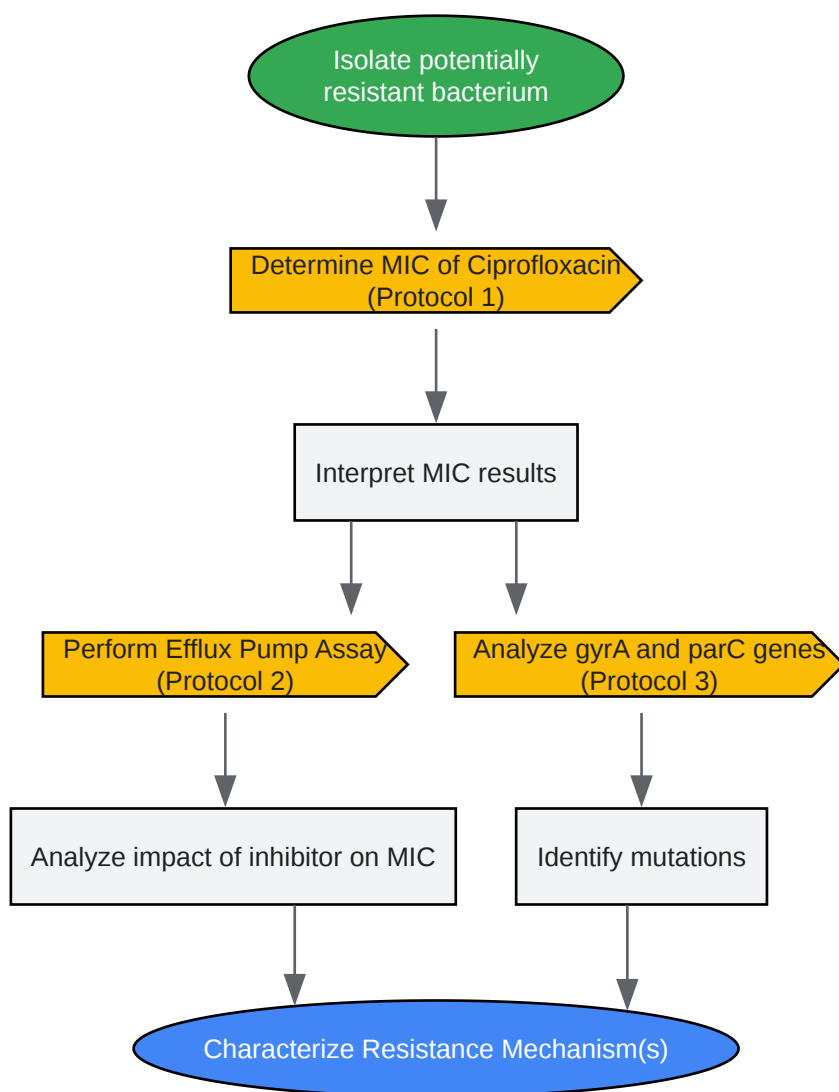 Isolate potentially
resistant bacterium
Determine MIC of Ciprofloxacin
(Protocol 1)
Interpret MIC results
Perform Efflux Pump Assay
(Protocol 2)
Analyze gyrA and parC genes
(Protocol 3)
Analyze impact of inhibitor on MIC
Identify mutations
Characterize Resistance Mechanism(s)